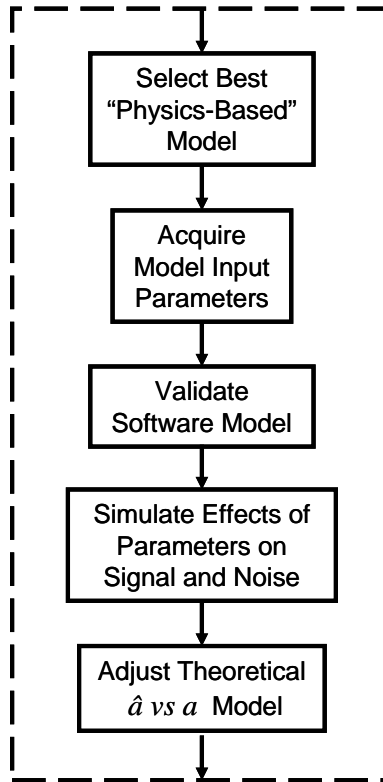 Select Best
“Physics-Based”
Model
Acquire
Model Input
Parameters
Validate
Software Model
Simulate Effects of
Parameters on
Signal and Noise
Adjust Theoretical
â vs a Model